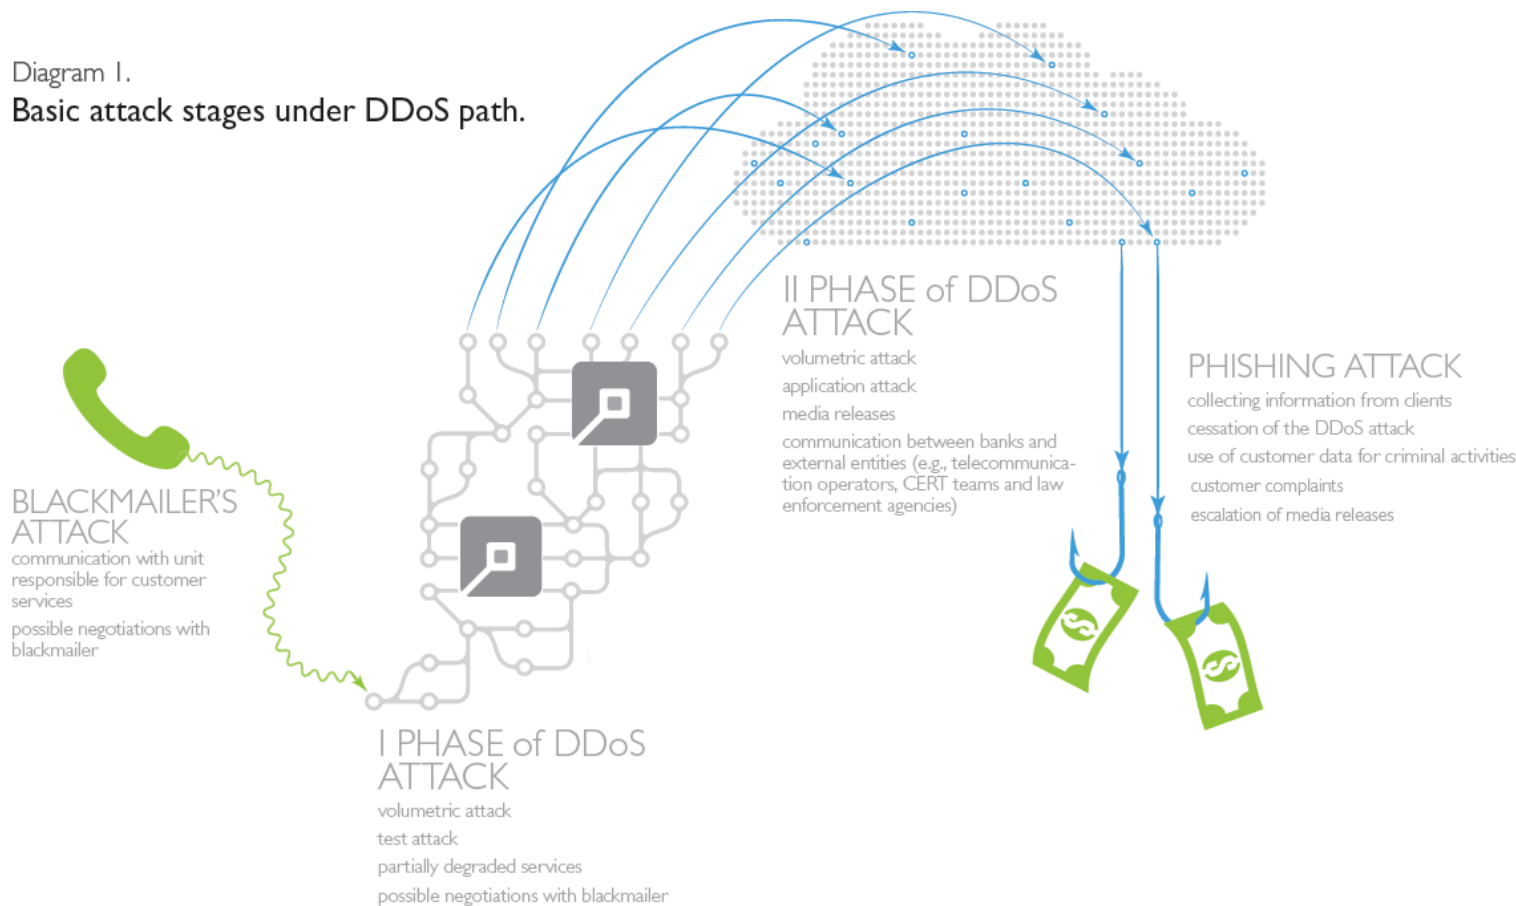 Diagram 1.
Basic attack stages under DDoS path.
BLACKMAILER'S
ATTACK
communication with unit
responsible for customer
services
possible negotiations with
blackmailer
I PHASE of DDoS
ATTACK
volumetric attack
test attack
partially degraded services
possible negotiations with blackmailer
II PHASE of DDoS
ATTACK
volumetric attack
application attack
media releases
communication between banks and
external entities (e.g., telecommunica-
tion operators, CERT teams and law
enforcement agencies)
PHISHING ATTACK
collecting information from clients
cessation of the DDoS attack
use of customer data for criminal activities
customer complaints
escalation of media releases